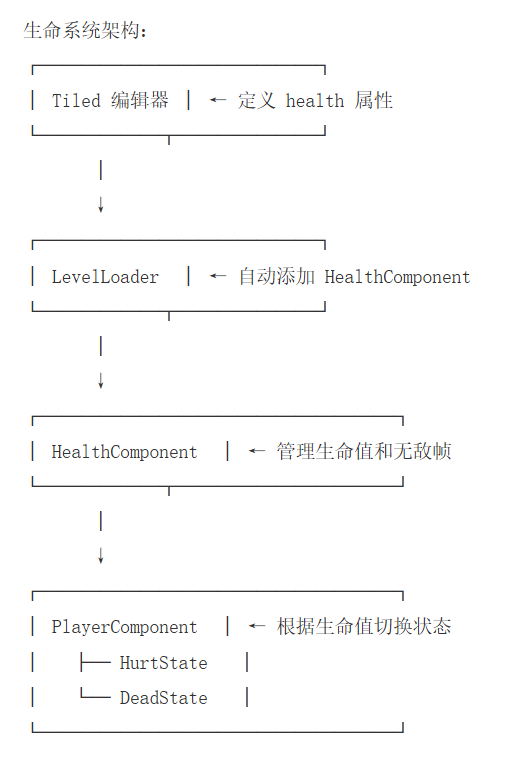 生命系统架构:
Tiled 编辑器 ← 定义 health 属性
LevelLoader ← 自动添加 HealthComponent
HealthComponent ← 管理生命值和无敌帧
PlayerComponent ← 根据生命值切换状态
├── HurtState
└── DeadState